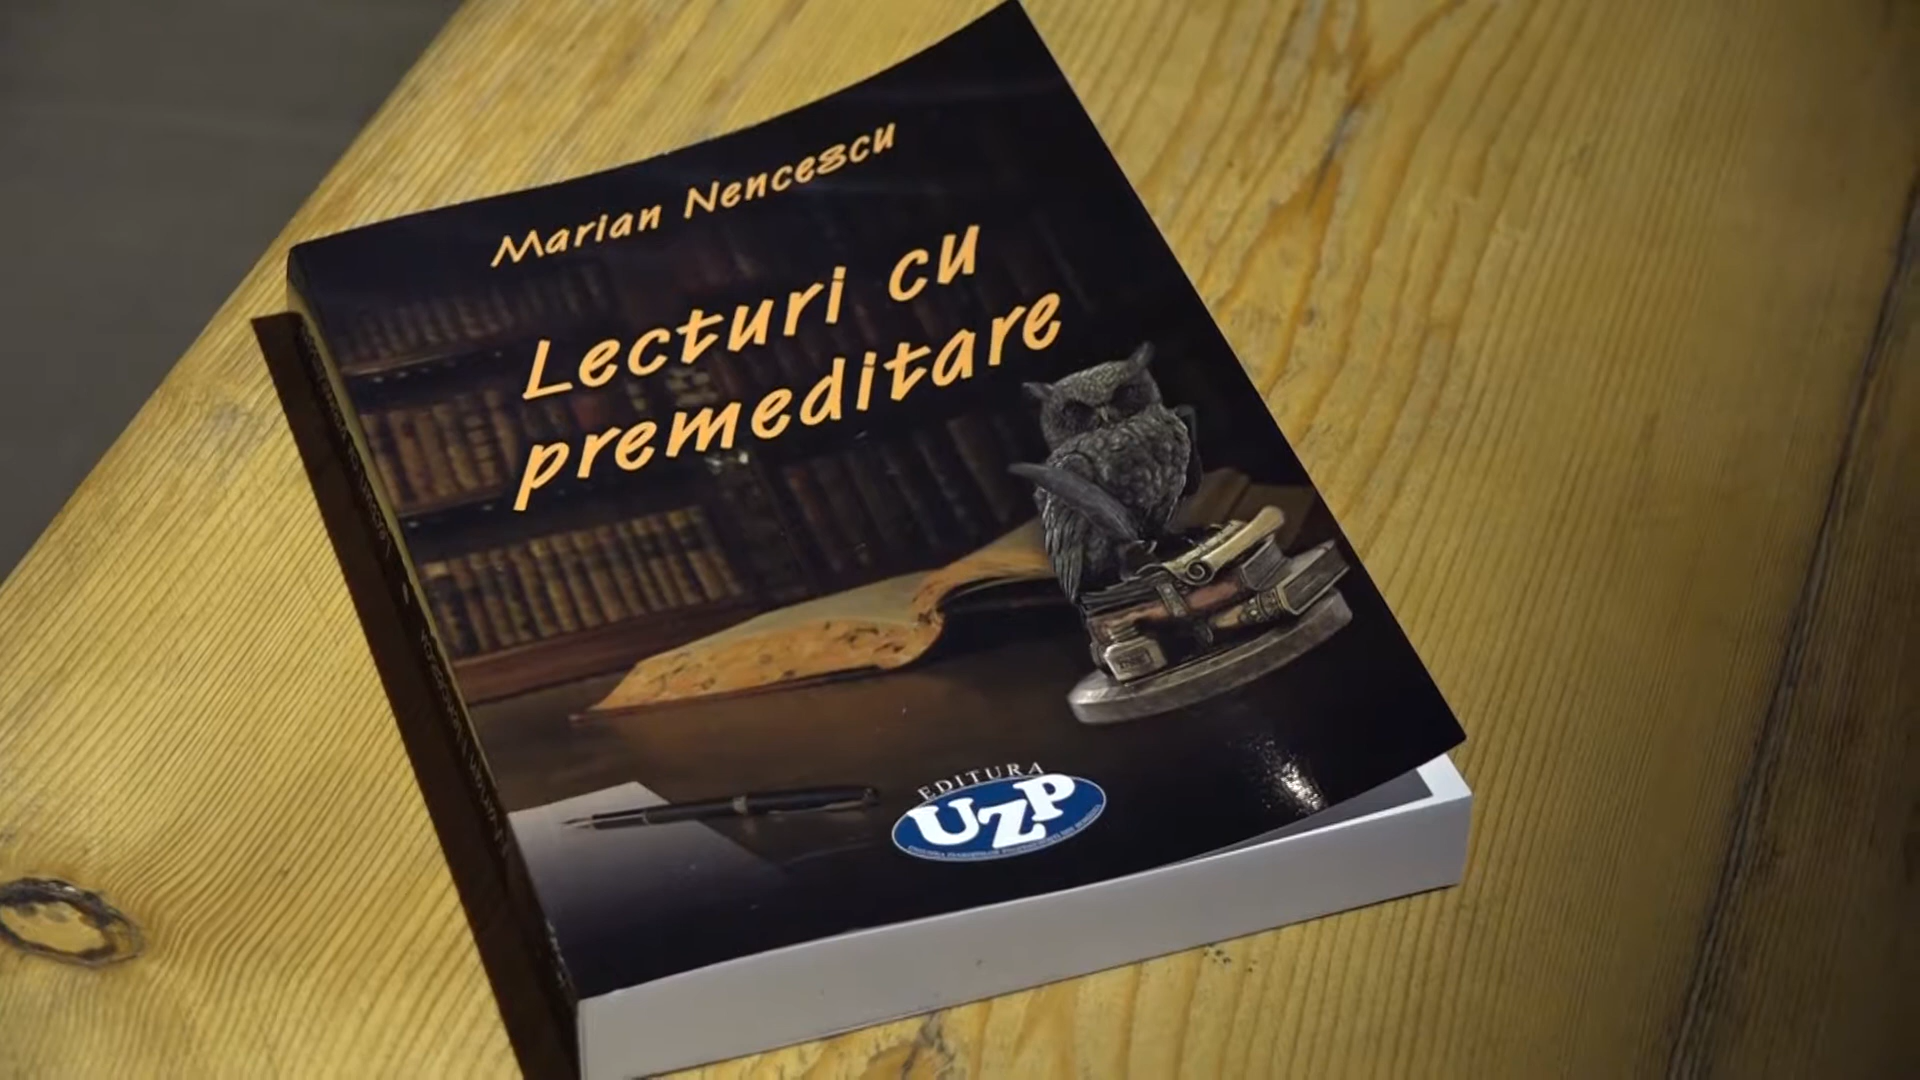 Marian Nencescu
Lecturi cu
premeditare
EDITURA
UZP